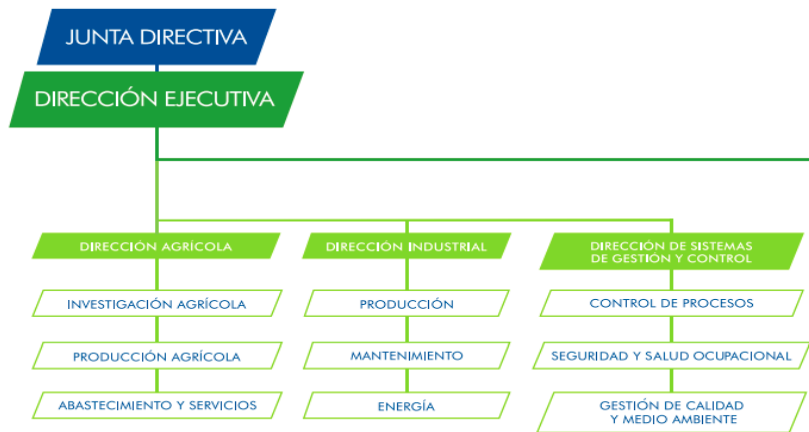 JUNTA DIRECTIVA
DIRECCIÓN EJECUTIVA
DIRECCIÓN AGRÍCOLA
INVESTIGACIÓN AGRÍCOLA
PRODUCCIÓN AGRÍCOLA
ABASTECIMIENTO Y SERVICIOS
DIRECCIÓN INDUSTRIAL
PRODUCCIÓN
MANTENIMIENTO
ENERGÍA
DIRECCIÓN DE SISTEMAS
DE GESTIÓN Y CONTROL
CONTROL DE PROCESOS
SEGURIDAD Y SALUD OCUPACIONAL
GESTIÓN DE CALIDAD
Y MEDIO AMBIENTE